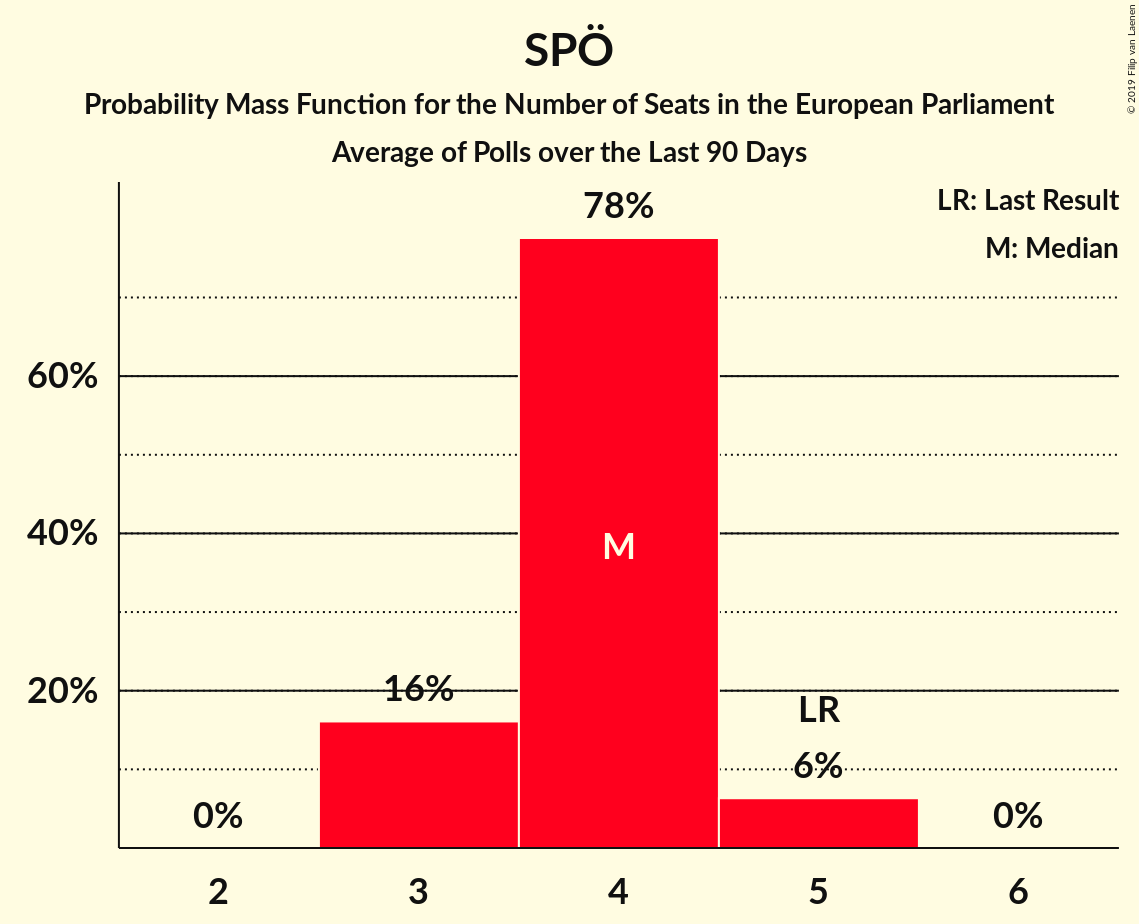 SPÖ
Probability Mass Function for the Number of Seats in the European Parliament
Average of Polls over the Last 90 Days
© 2019 Filip van Laenen
LR: Last Result
M: Median
78%
60%
40%
M
20%
16%
LR
6%
0%
0%
2 3 4 5 6